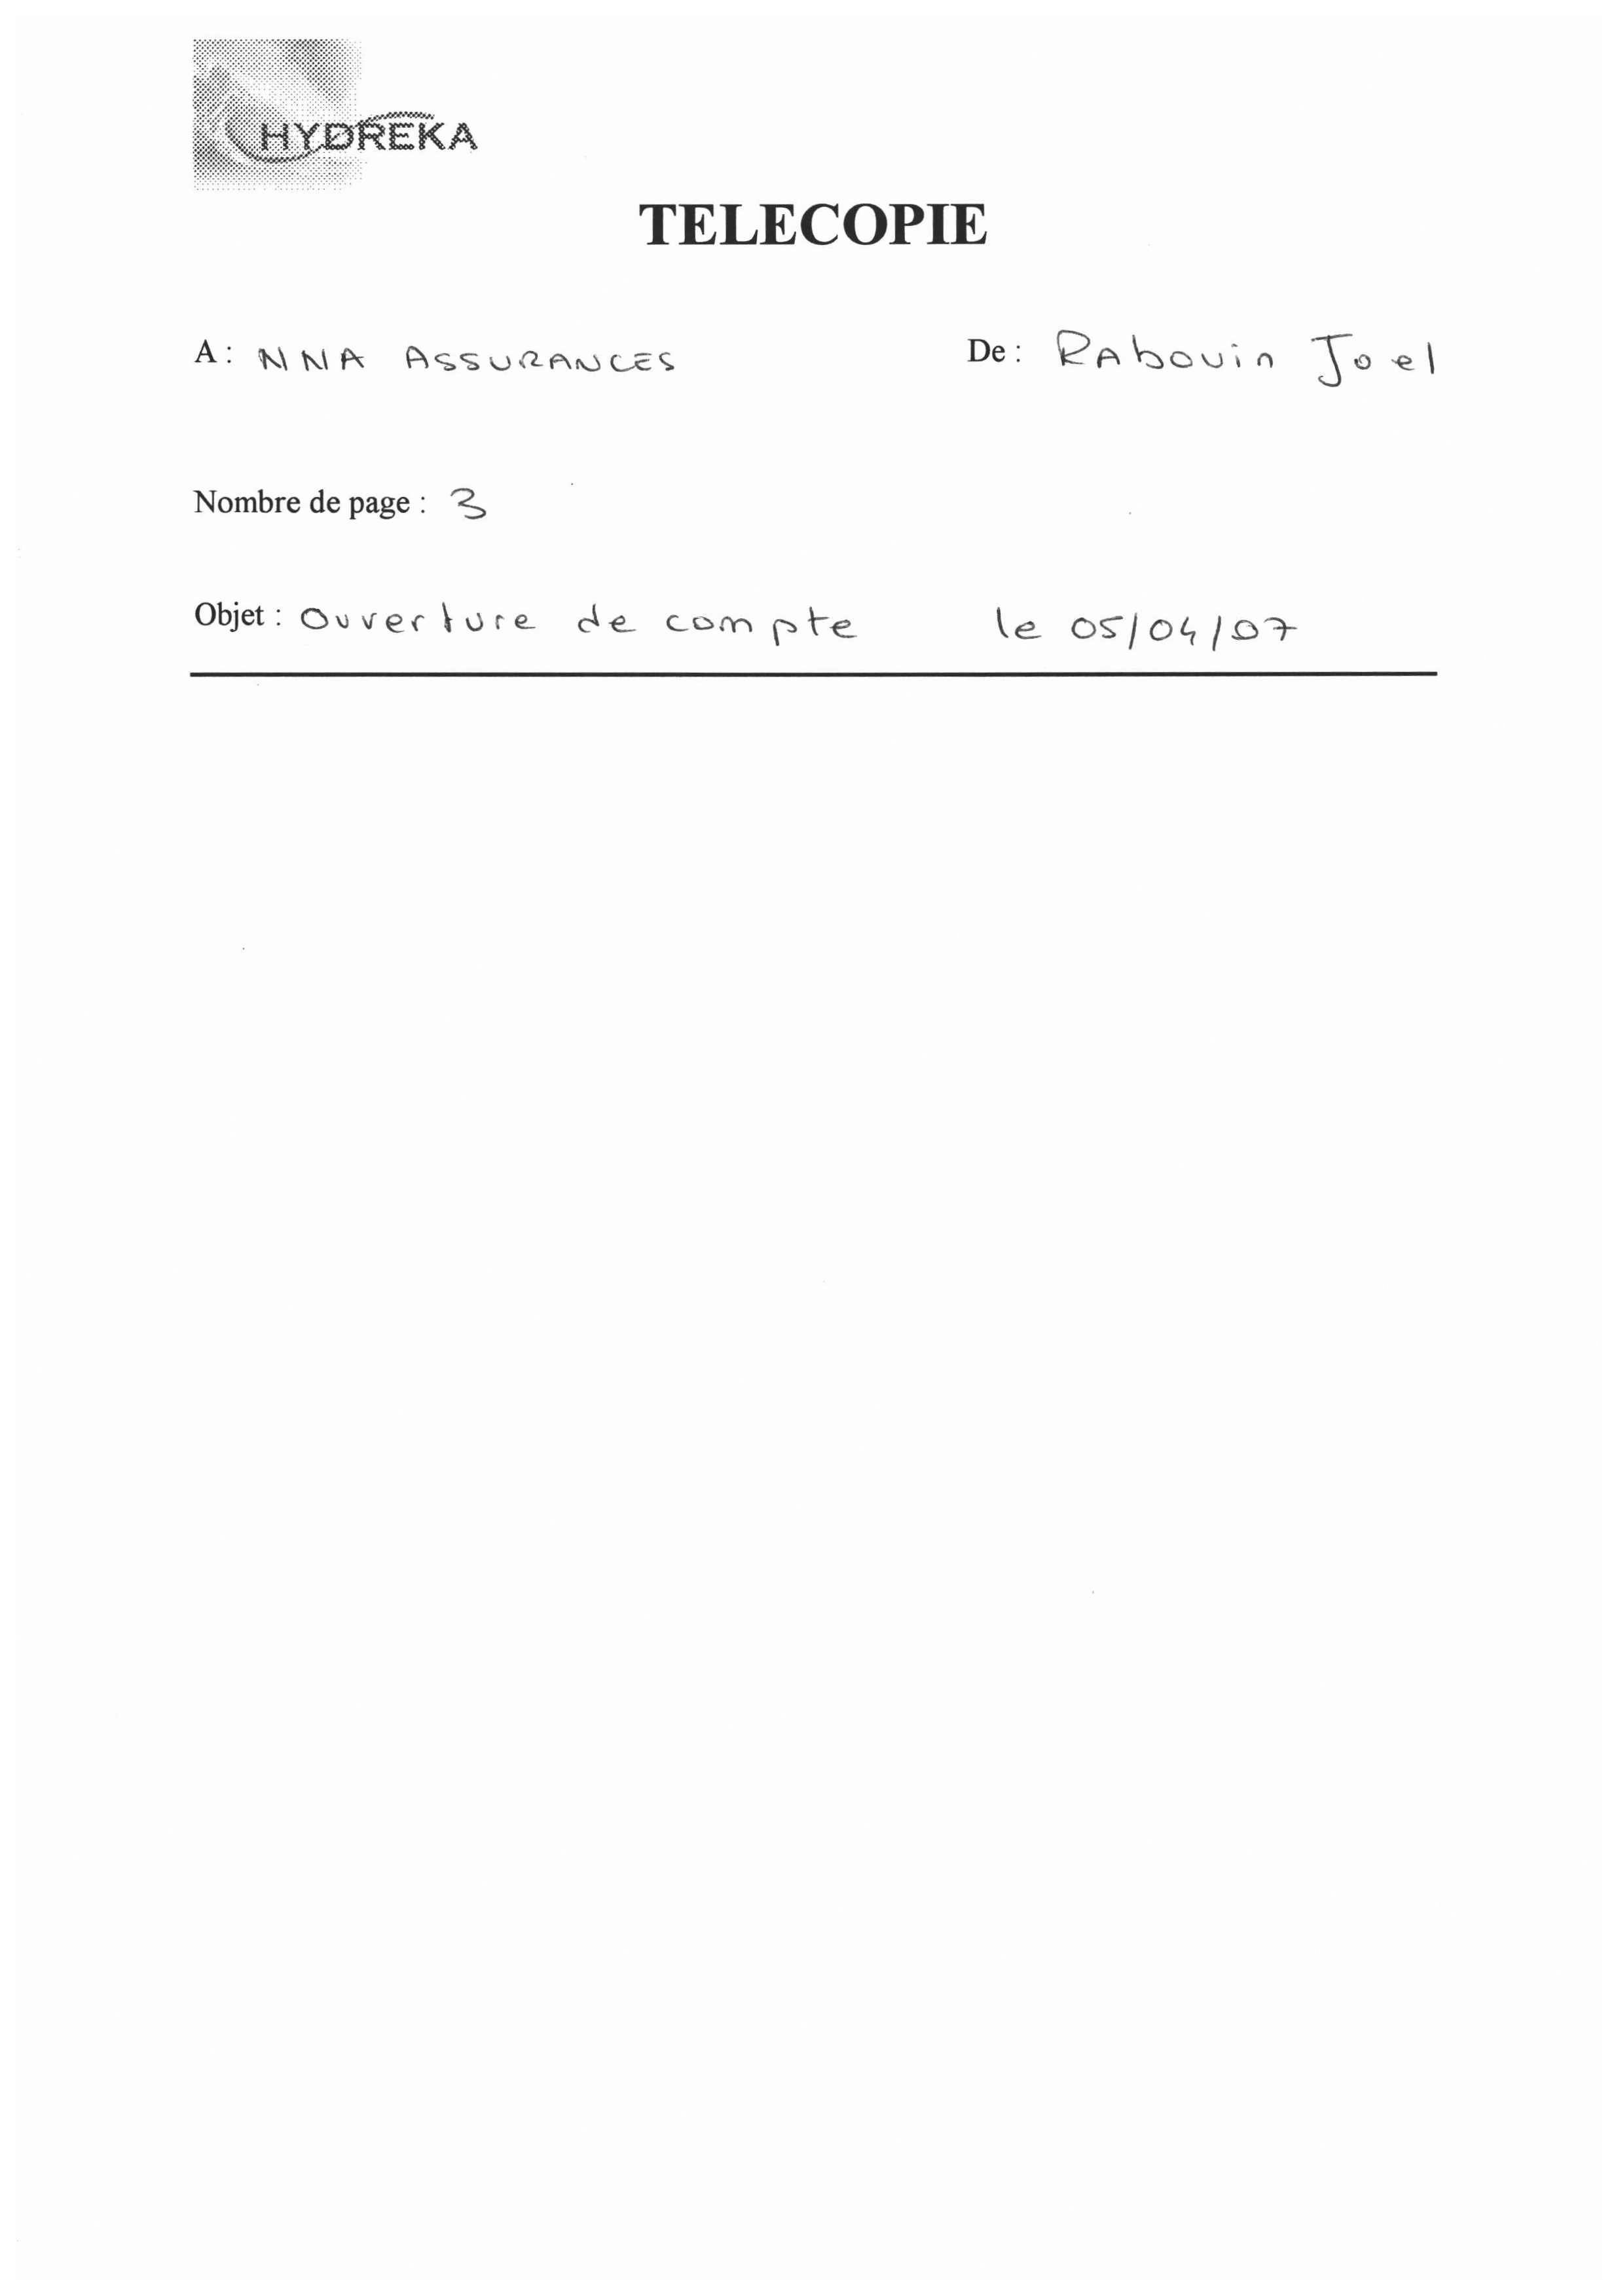 HYDREKA
TELECOPIE
A : NNA ASSURANCES De : RAbouin Joel
Nombre de page : 3
Objet : Ouverture de compte le 05/04/07